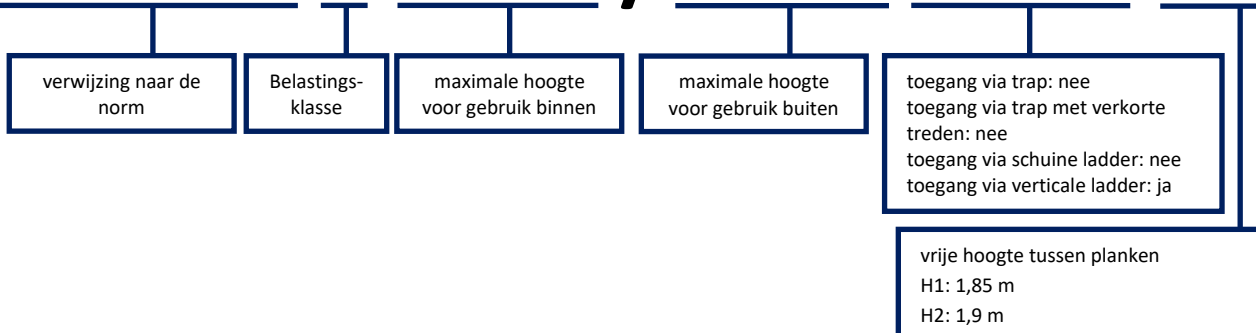 verwijzing naar de
norm
Belastings-
klasse
maximale hoogte
voor gebruik binnen
maximale hoogte
voor gebruik buiten
toegang via trap: nee
toegang via trap met verkorte
treden: nee
toegang via schuine ladder: nee
toegang via verticale ladder: ja
vrije hoogte tussen planken
H1: 1,85 m
H2: 1,9 m